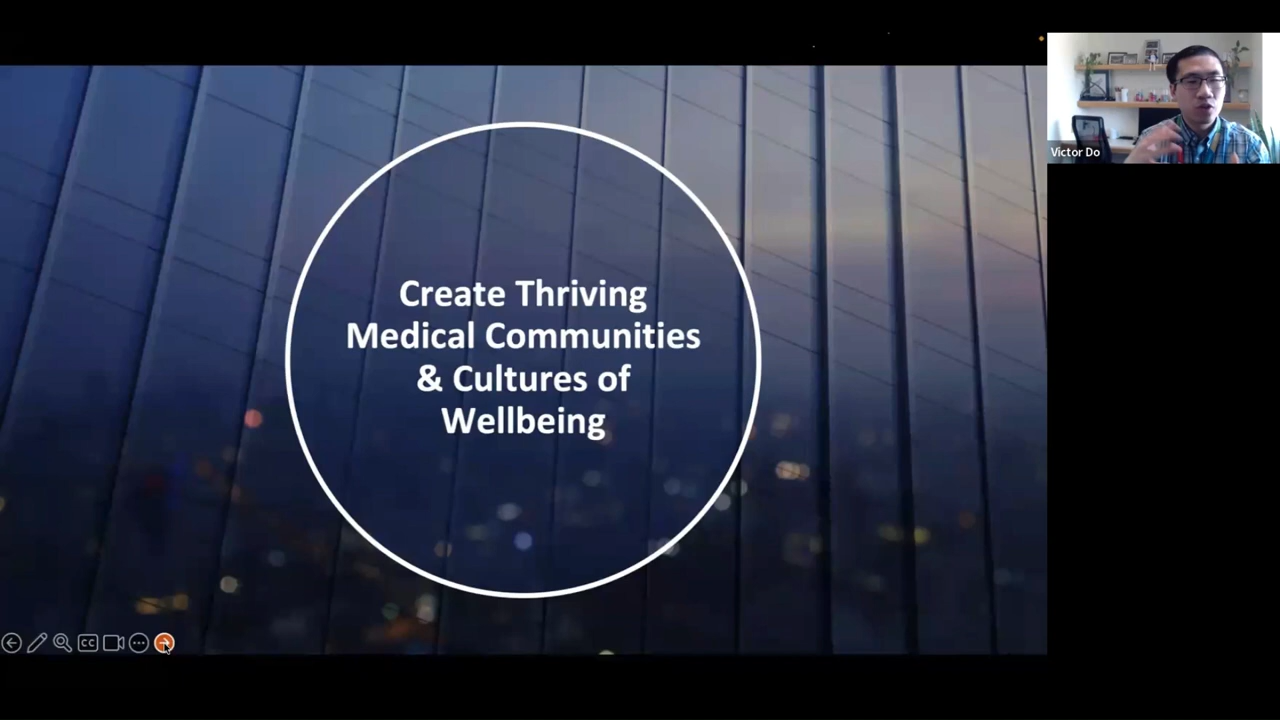 Create Thriving
Medical Communities
& Cultures of
Wellbeing
Victor Do
CC